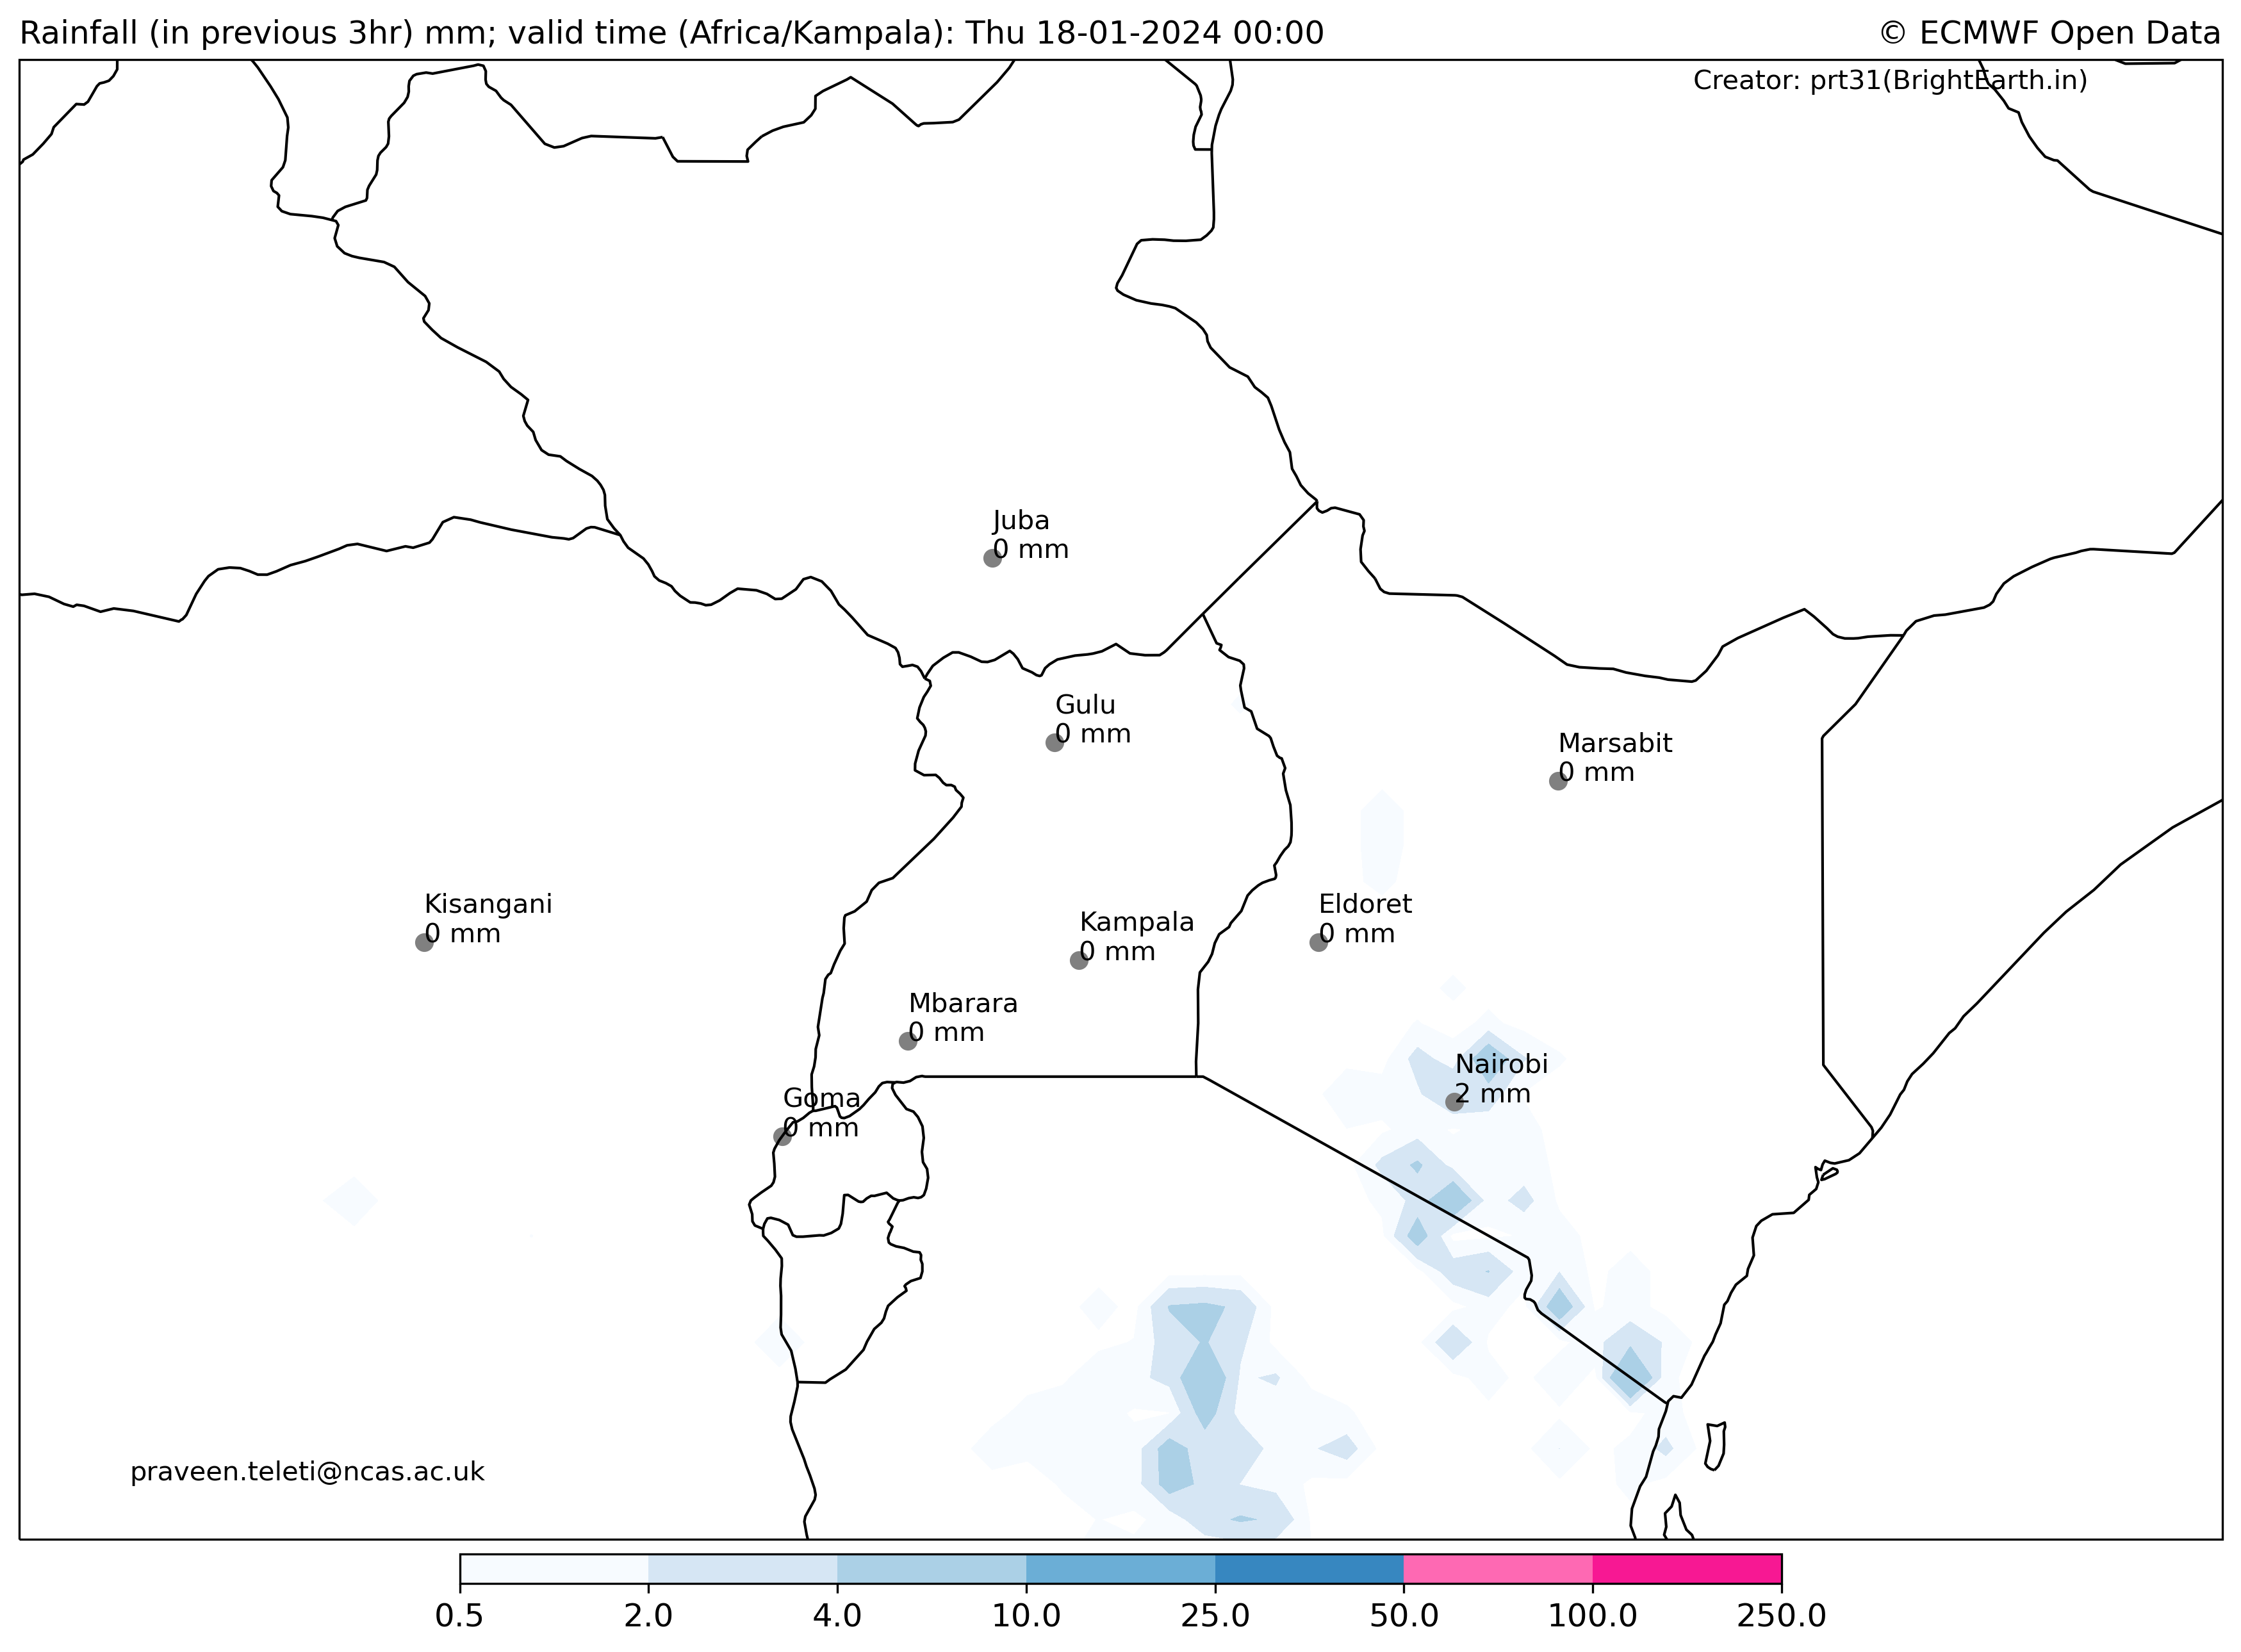 Rainfall (in previous 3hr) mm; valid time (Africa/Kampala): Thu 18-01-2024 00:00
© ECMWF Open Data
Creator: prt31(BrightEarth.in)
Juba
0 mm
Gulu
0 mm
Marsabit
0 mm
Kisangani
0 mm
Kampala
0 mm
Eldoret
0 mm
Mbarara
0 mm
Nairobi
2 mm
Goma
0 mm
praveen.teleti@ncas.ac.uk
0.5 2.0 4.0 10.0 25.0 50.0 100.0 250.0